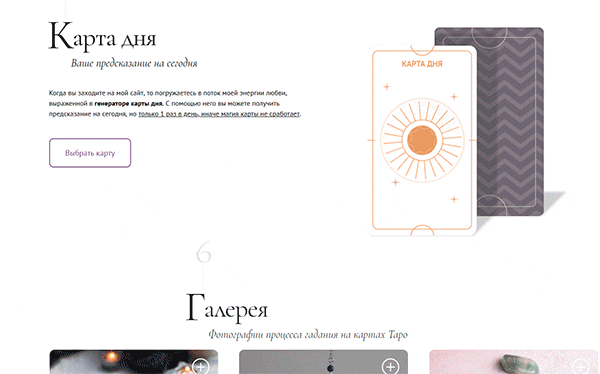 Карта дня
Ваше предсказание на сегодня
Когда вы заходите на мой сайт, то погружаетесь в поток моей энергии любви,
выраженной в генераторе карты дня. С помощью него вы можете получить
предсказание на сегодня, но только 1 раз в день, иначе магия карты не сработает.
Выбрать карту
КАРТА ДНЯ
6
Галерея
Фотографии процесса гадания на картах Таро